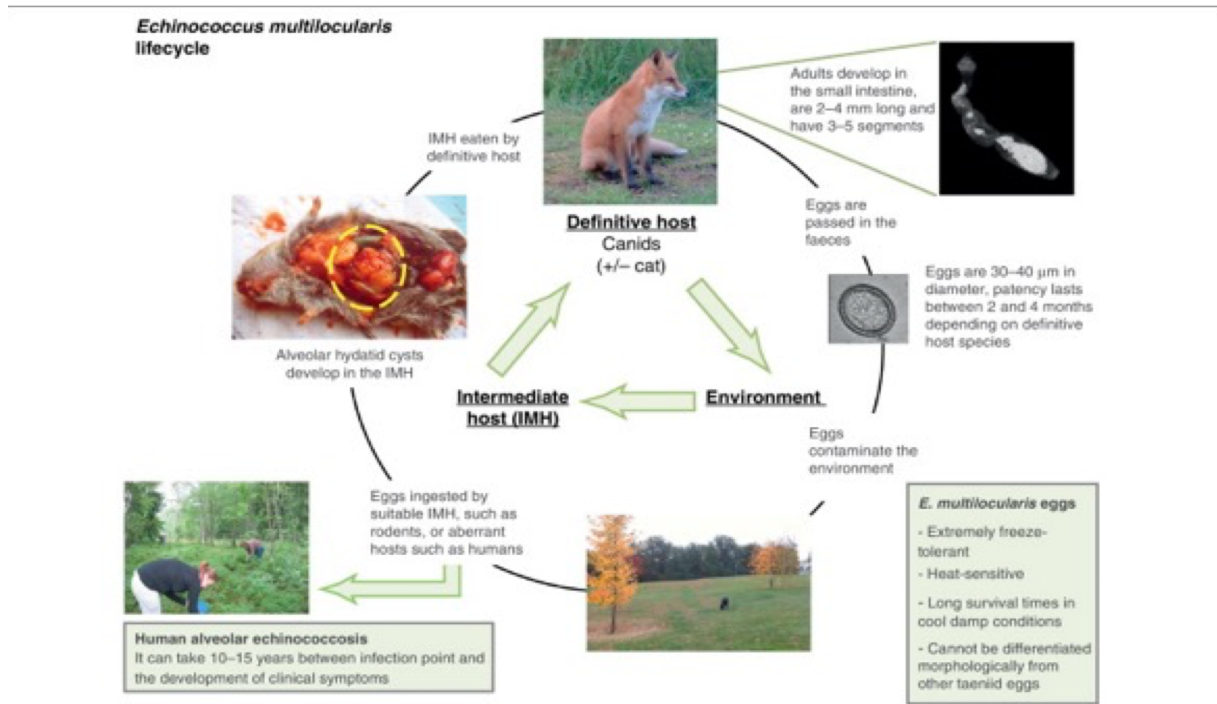 Echinococcus multilocularis
lifecycle
Adults develop in
the small intestine,
are 2–4 mm long and
have 3–5 segments
IMH eaten by
definitive host
Eggs are
passed in the
faeces
Definitive host
Canids
(+/– cat)
Eggs are 30–40 μm in
diameter, patency lasts
between 2 and 4 months
depending on definitive
host species
Alveolar hydatid cysts
develop in the IMH
Intermediate
host (IMH)
Environment
Eggs
contaminate the
environment
Eggs ingested by
suitable IMH, such as
rodents, or aberrant
hosts such as humans
E. multilocularis eggs
- Extremely freeze-
tolerant
- Heat-sensitive
- Long survival times in
cool damp conditions
- Cannot be differentiated
morphologically from
other taeniid eggs
Human alveolar echinococcosis
It can take 10–15 years between infection point and
the development of clinical symptoms